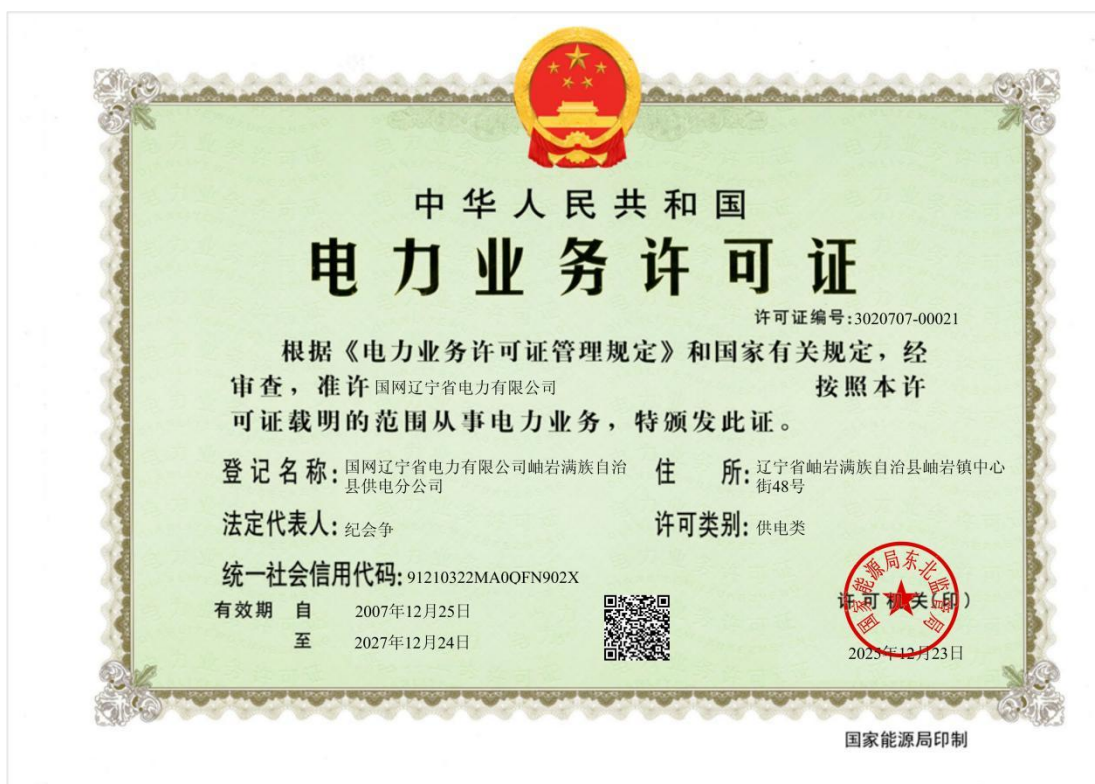 中华人民共和国
电力业务许可证
许可证编号:3020707-00021
根据《电力业务许可证管理规定》和国家有关规定，经
审查，准许国网辽宁省电力有限公司 按照本许
可证载明的范围从事电力业务，特颁发此证。
登记名称: 国网辽宁省电力有限公司岫岩满族自治
县供电分公司
住 所: 辽宁省岫岩满族自治县岫岩镇中心
街48号
法定代表人: 纪会争
许可类别: 供电类
统一社会信用代码: 91210322MA0QFN902X
有效期 自 2007年12月25日
至 2027年12月24日
国家能源局东北监管局
许可机关(印)
2025年12月23日
国家能源局印制